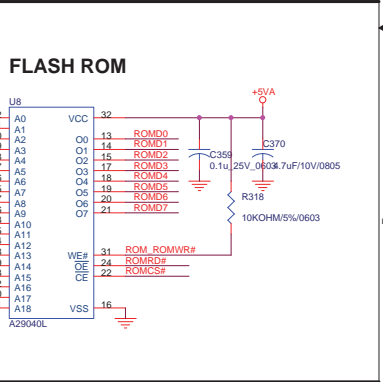 FLASH ROM
+5VA
U8
A0
A1
A2
A3
A4
A5
A6
A7
A8
A9
A10
A11
A12
A13
A14
A15
A16
A17
A18
VCC 32
O0 13 ROMD0
O1 14 ROMD1
O2 15 ROMD2
O3 17 ROMD3
O4 18 ROMD4
O5 19 ROMD5
O6 20 ROMD6
O7 21 ROMD7
WE# 31 ROM_ROMWR#
OE 24 ROMRD#
CE 22 ROMCS#
VSS 16
A29040L
C359
0.1u_25V_0603
C370
4.7uF/10V/0805
R318
10KOHM/5%/0603